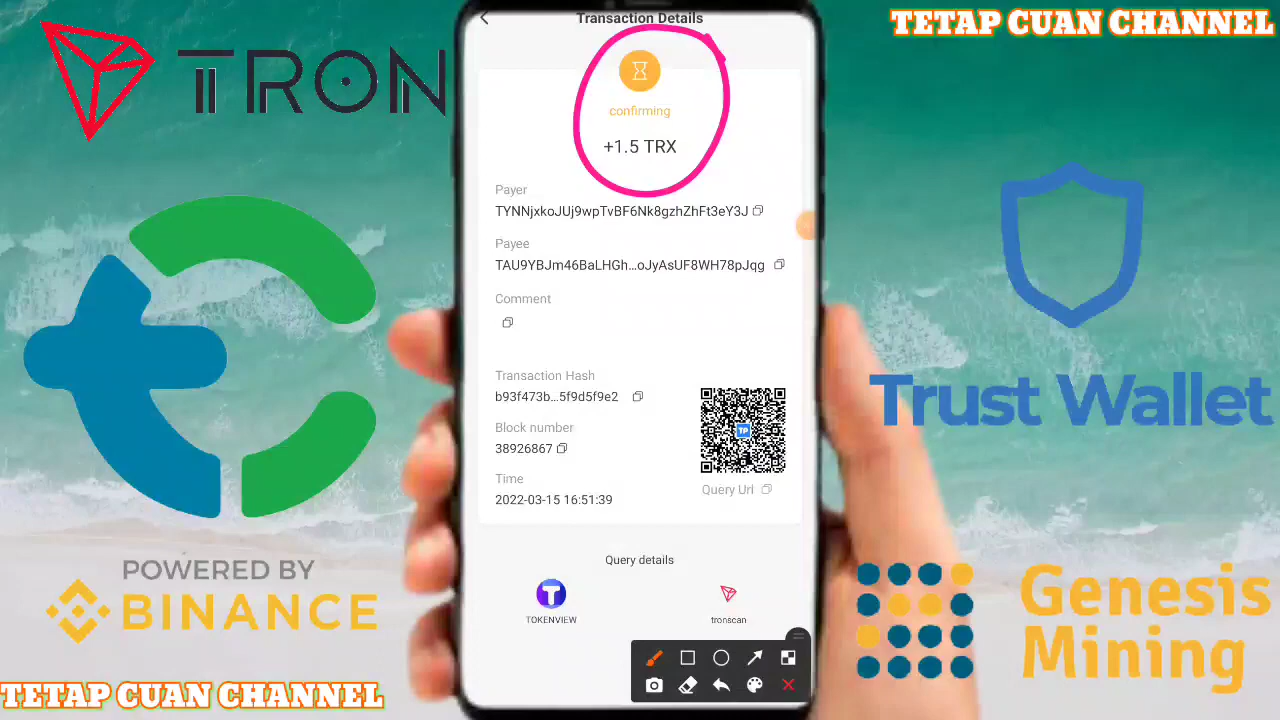 TETAP CUAN CHANNEL
TRON
Transaction Details
confirming
+1.5 TRX
Payer
TYNNjxkoJUj9wpTvBF6Nk8gzhZhFt3eY3J
Payee
TAU9YBJm46BaLHGh...oJyAsUF8WH78pJqg
Comment
Transaction Hash
b93f473b...5f9d5f9e2
Block number
38926867
Time
2022-03-15 16:51:39
TP
Query Url
Query details
TOKENVIEW
tronscan
Trust Wallet
POWERED BY
BINANCE
Genesis
Mining
TETAP CUAN CHANNEL